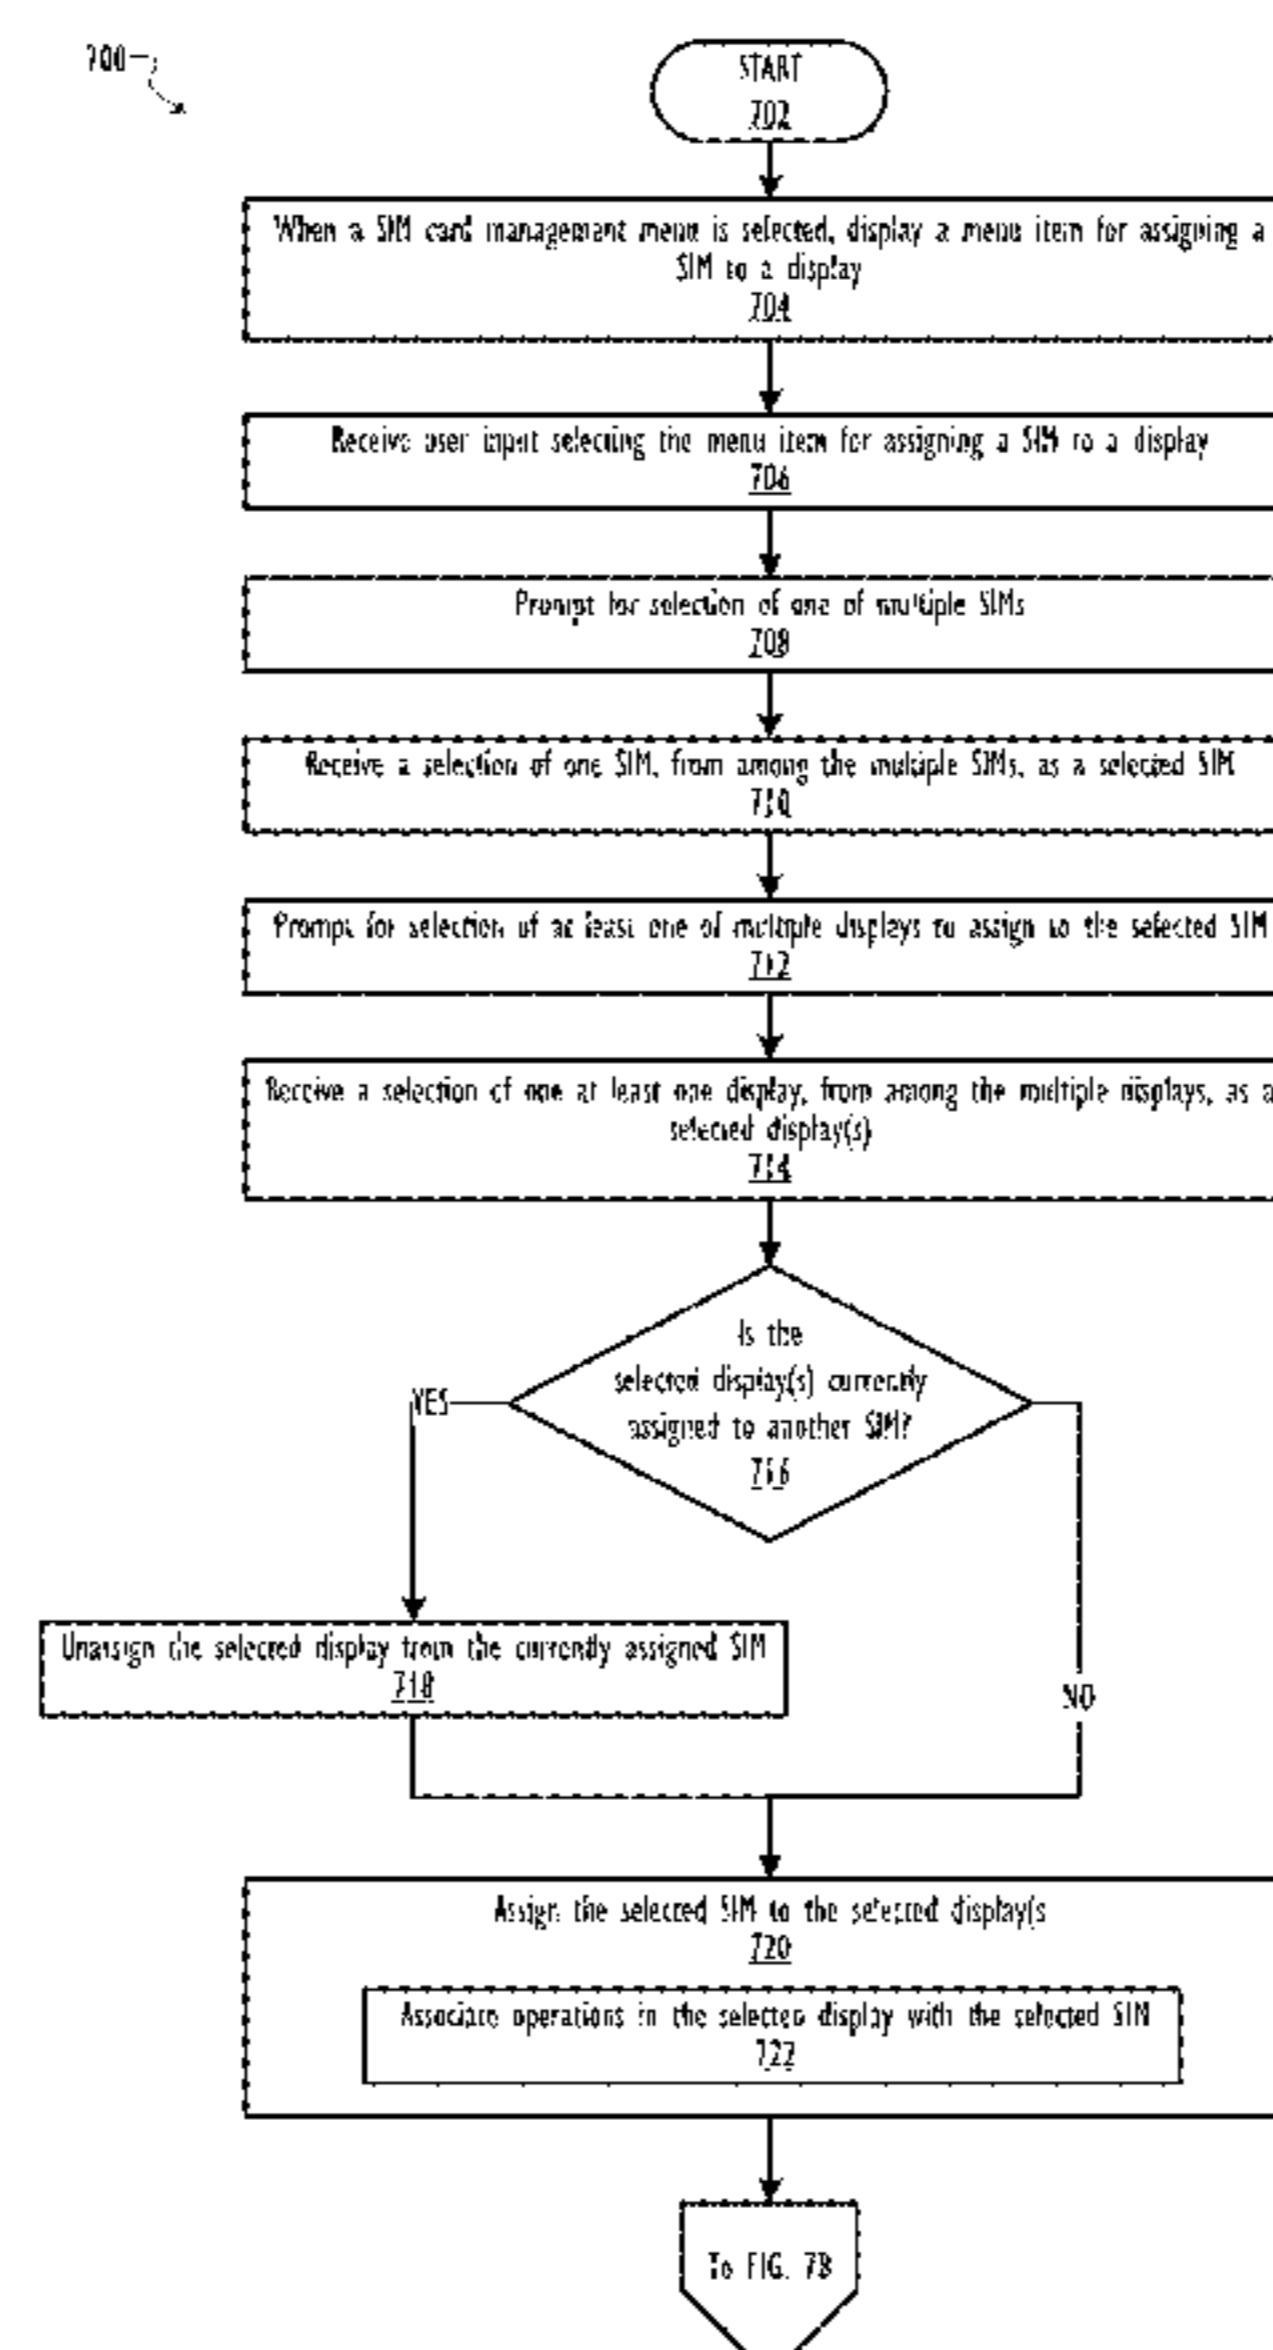 700
START
702
When a SIM card management menu is selected, display a menu item for assigning a
SIM to a display
704
Receive user input selecting the menu item for assigning a SIM to a display
706
Prompt for selection of one of multiple SIMs
708
Receive a selection of one SIM, from among the multiple SIMs, as a selected SIM
710
Prompt for selection of at least one of multiple displays to assign to the selected SIM
712
Receive a selection of one at least one display, from among the multiple displays, as a
selected display(s)
714
Is the
selected display(s) currently
assigned to another SIM?
716
YES
Unassign the selected display from the currently assigned SIM
718
NO
Assign the selected SIM to the selected display(s
720
Associate operations in the selected display with the selected SIM
722
To FIG. 7B